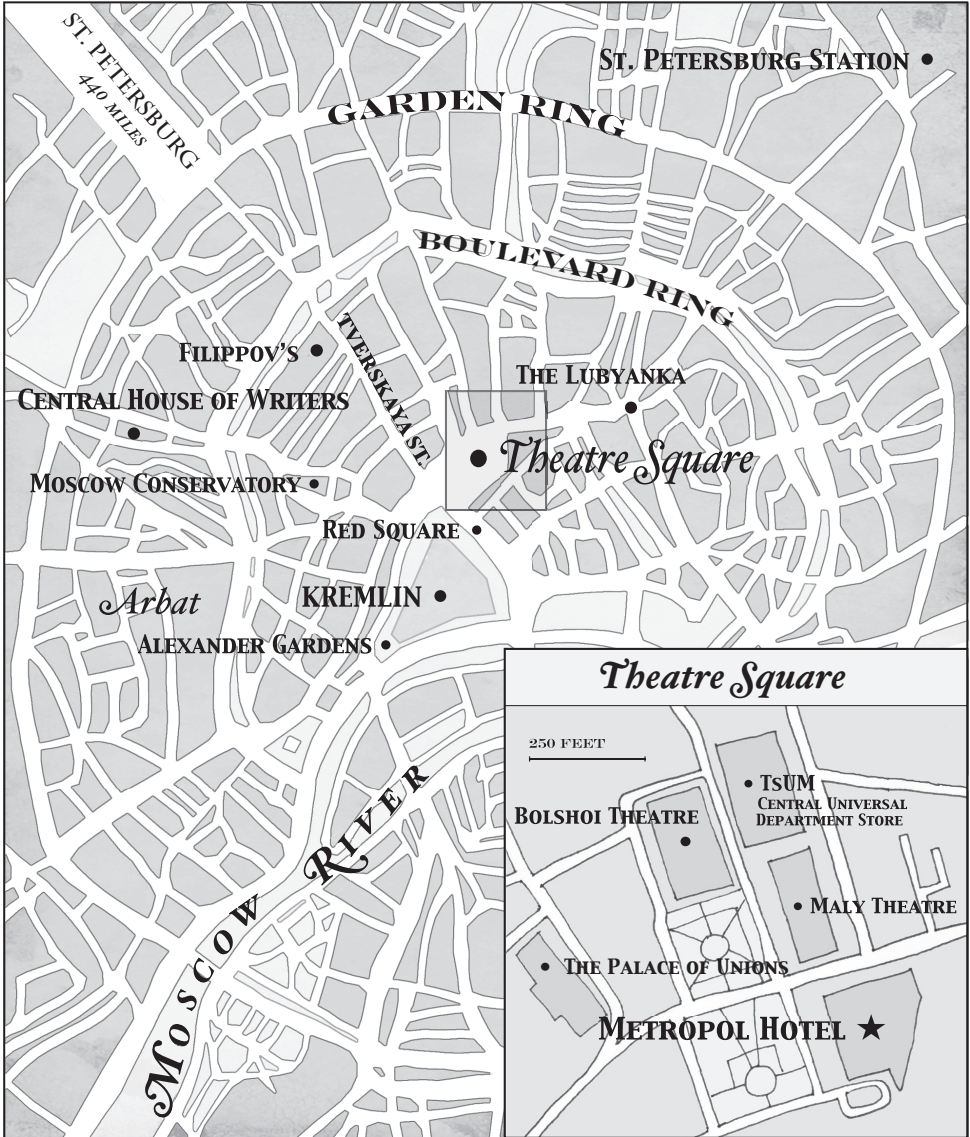 ST. PETERSBURG
440 MILES
ST. PETERSBURG STATION
GARDEN RING
BOULEVARD RING
TVERSKAYA ST.
FILIPPOV'S
THE LUBYANKA
CENTRAL HOUSE OF WRITERS
Theatre Square
MOSCOW CONSERVATORY
RED SQUARE
KREMLIN
Arbat
ALEXANDER GARDENS
MOSCOW RIVER
Theatre Square
250 FEET
TSUM
CENTRAL UNIVERSAL
DEPARTMENT STORE
BOLSHOI THEATRE
MALY THEATRE
THE PALACE OF UNIONS
METROPOL HOTEL